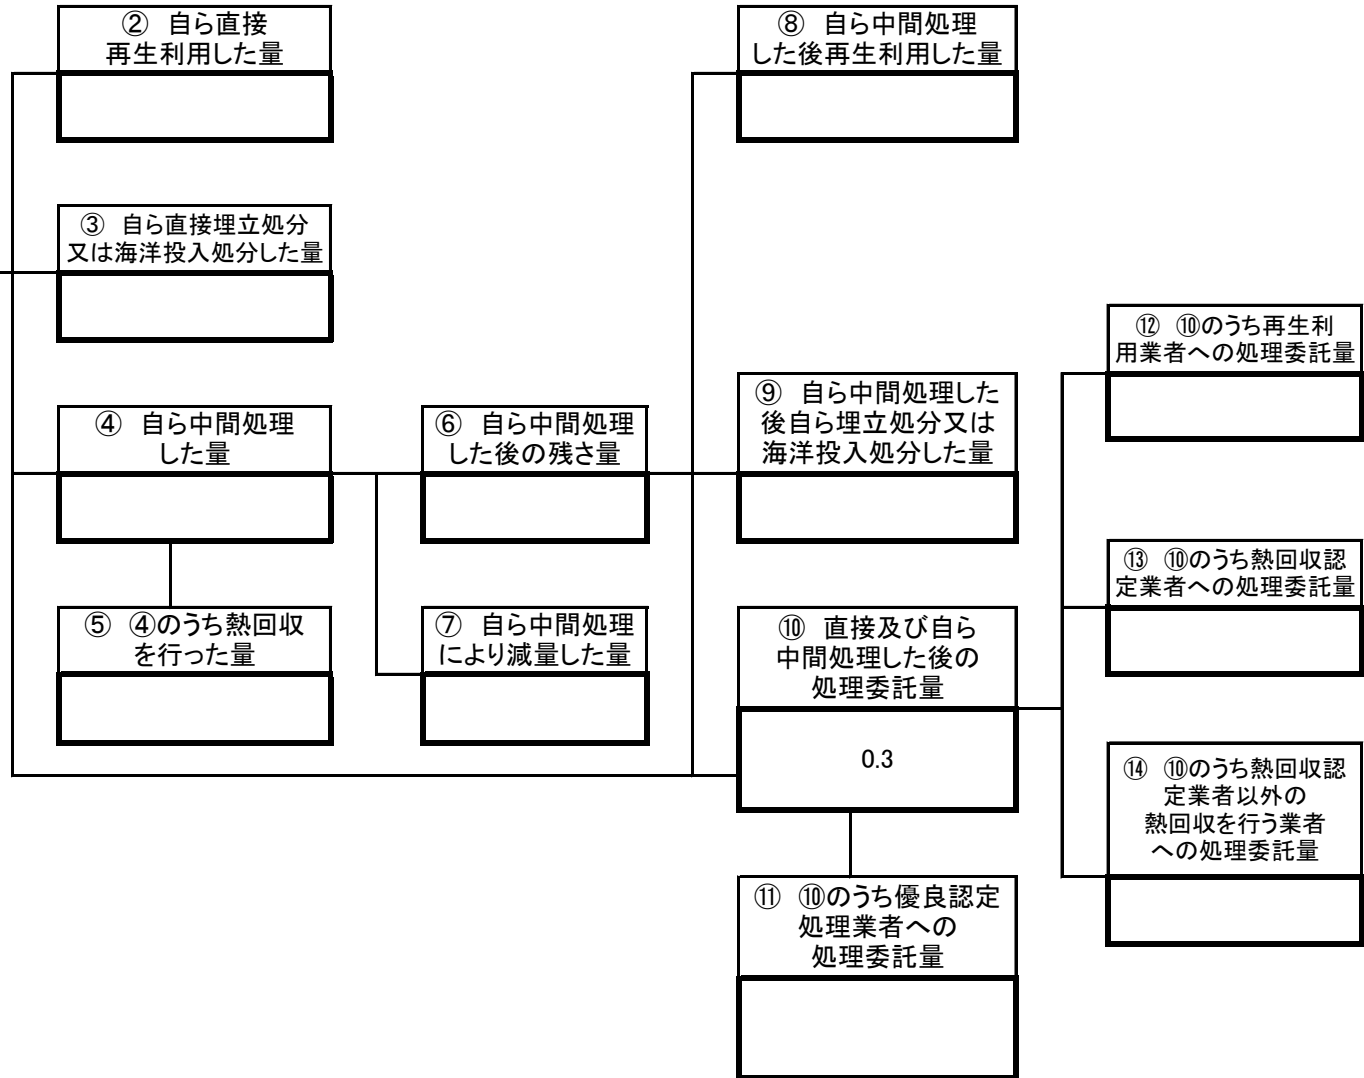 ② 自ら直接
再生利用した量
⑧ 自ら中間処理
した後再生利用した量
③ 自ら直接埋立処分
又は海洋投入処分した量
⑫ ⑩のうち再生利
用業者への処理委託量
④ 自ら中間処理
した量
⑥ 自ら中間処理
した後の残さ量
⑨ 自ら中間処理した
後自ら埋立処分又は
海洋投入処分した量
⑬ ⑩のうち熱回収認
定業者への処理委託量
⑤ ④のうち熱回収
を行った量
⑦ 自ら中間処理
により減量した量
⑩ 直接及び自ら
中間処理した後の
処理委託量
0.3
⑭ ⑩のうち熱回収認
定業者以外の
熱回収を行う業者
への処理委託量
⑪ ⑩のうち優良認定
処理業者への
処理委託量